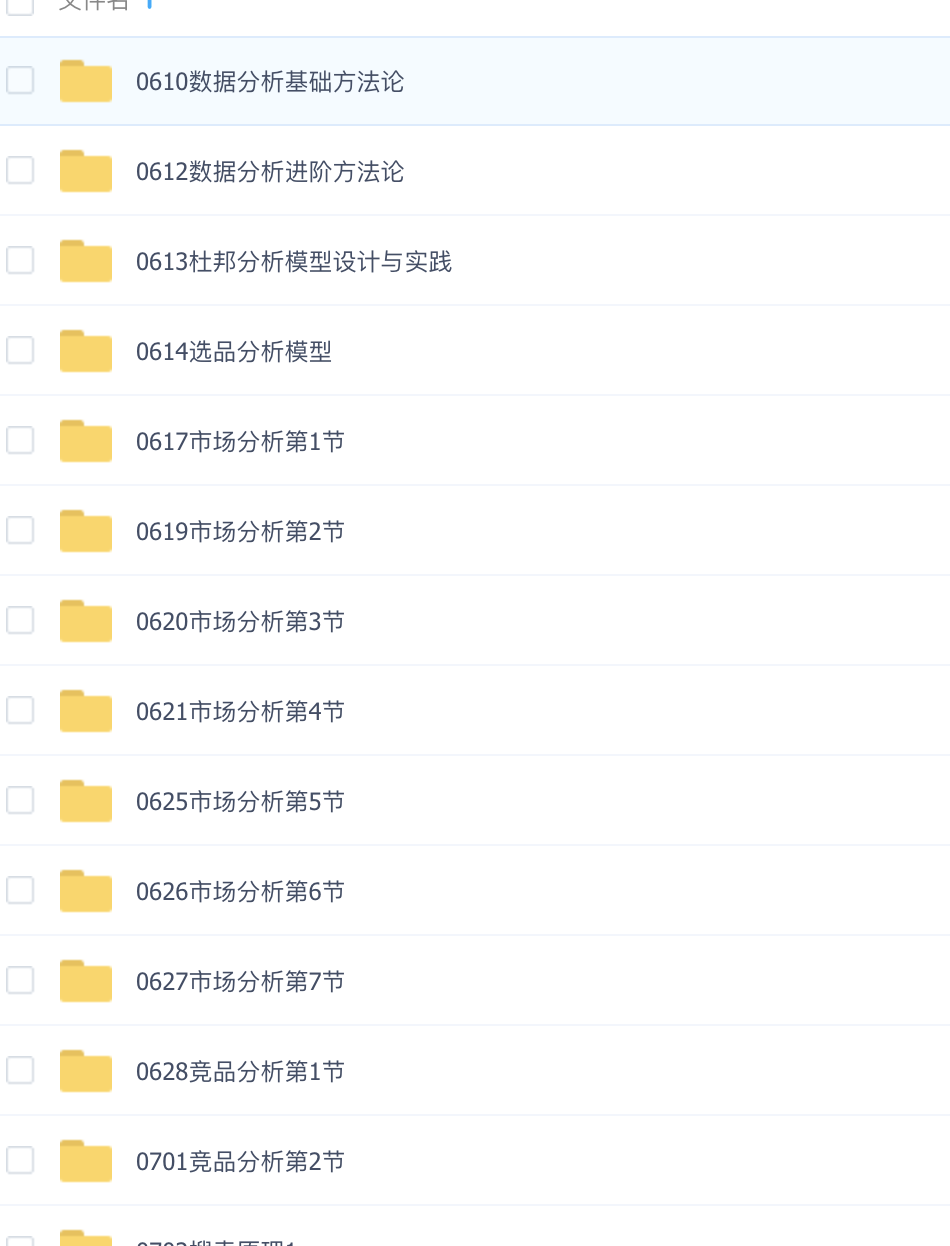 文件名
0610数据分析基础方法论
0612数据分析进阶方法论
0613杜邦分析模型设计与实践
0614选品分析模型
0617市场分析第1节
0619市场分析第2节
0620市场分析第3节
0621市场分析第4节
0625市场分析第5节
0626市场分析第6节
0627市场分析第7节
0628竞品分析第1节
0701竞品分析第2节